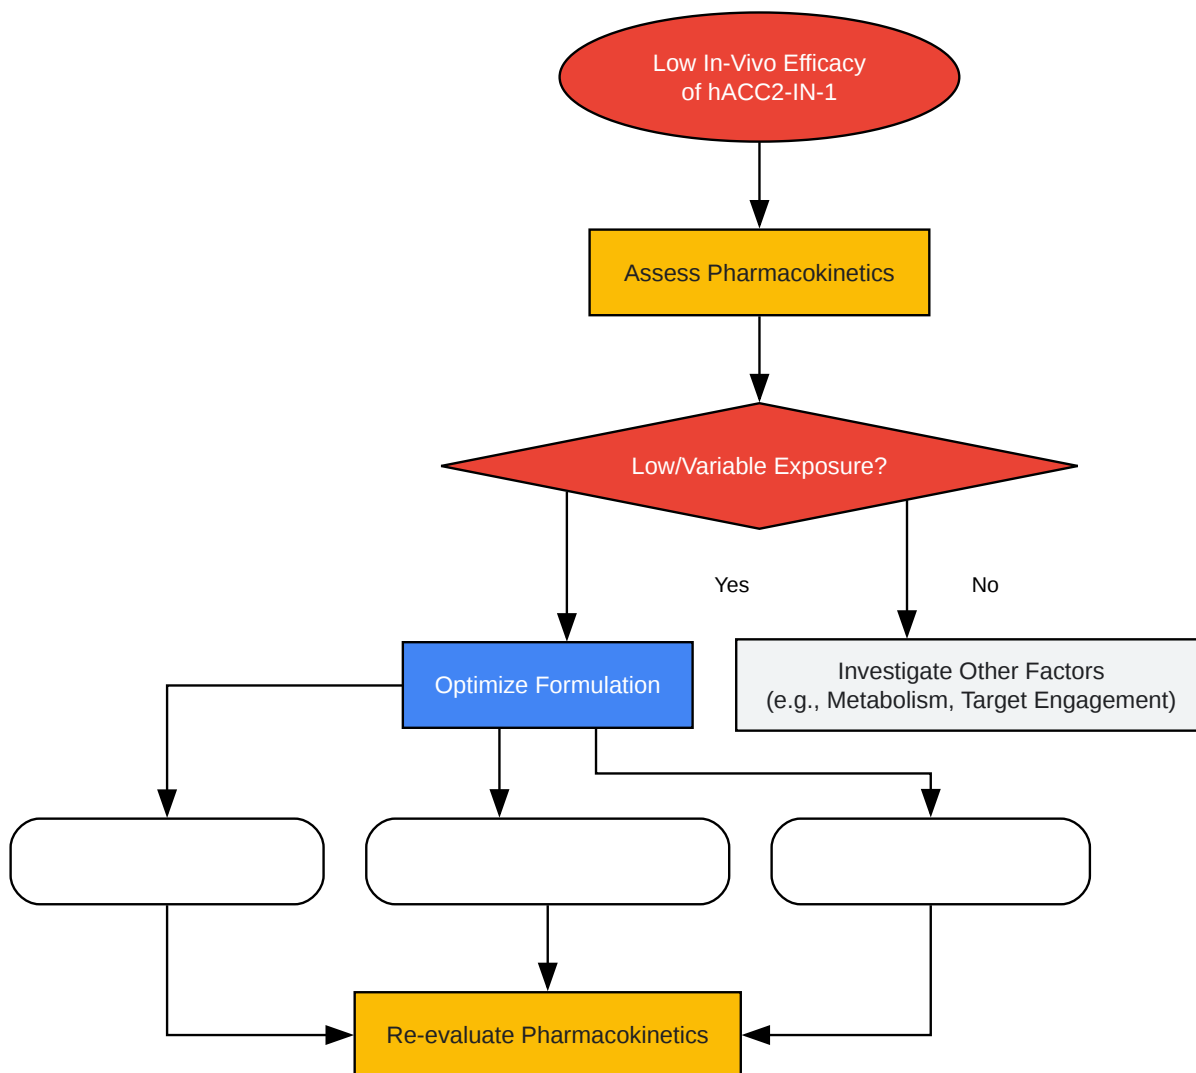 Low In-Vivo Efficacy
of hACC2-IN-1
Assess Pharmacokinetics
Low/Variable Exposure?
Yes
No
Optimize Formulation
Investigate Other Factors
(e.g., Metabolism, Target Engagement)
Re-evaluate Pharmacokinetics